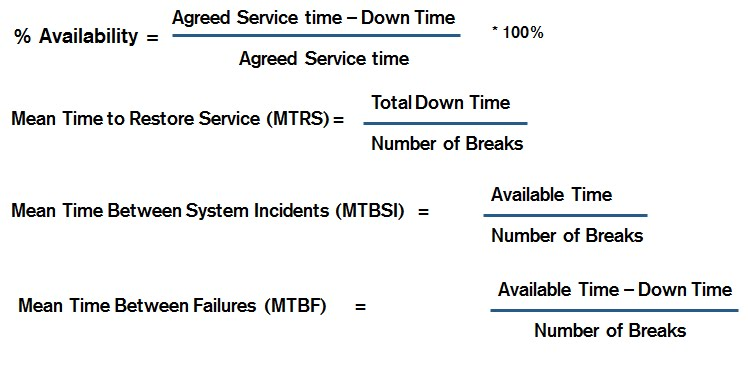 Agreed Service time – Down Time
% Availability = * 100%
Agreed Service time
Total Down Time
Mean Time to Restore Service (MTRS) =
Number of Breaks
Available Time
Mean Time Between System Incidents (MTBSI) =
Number of Breaks
Available Time – Down Time
Mean Time Between Failures (MTBF) =
Number of Breaks